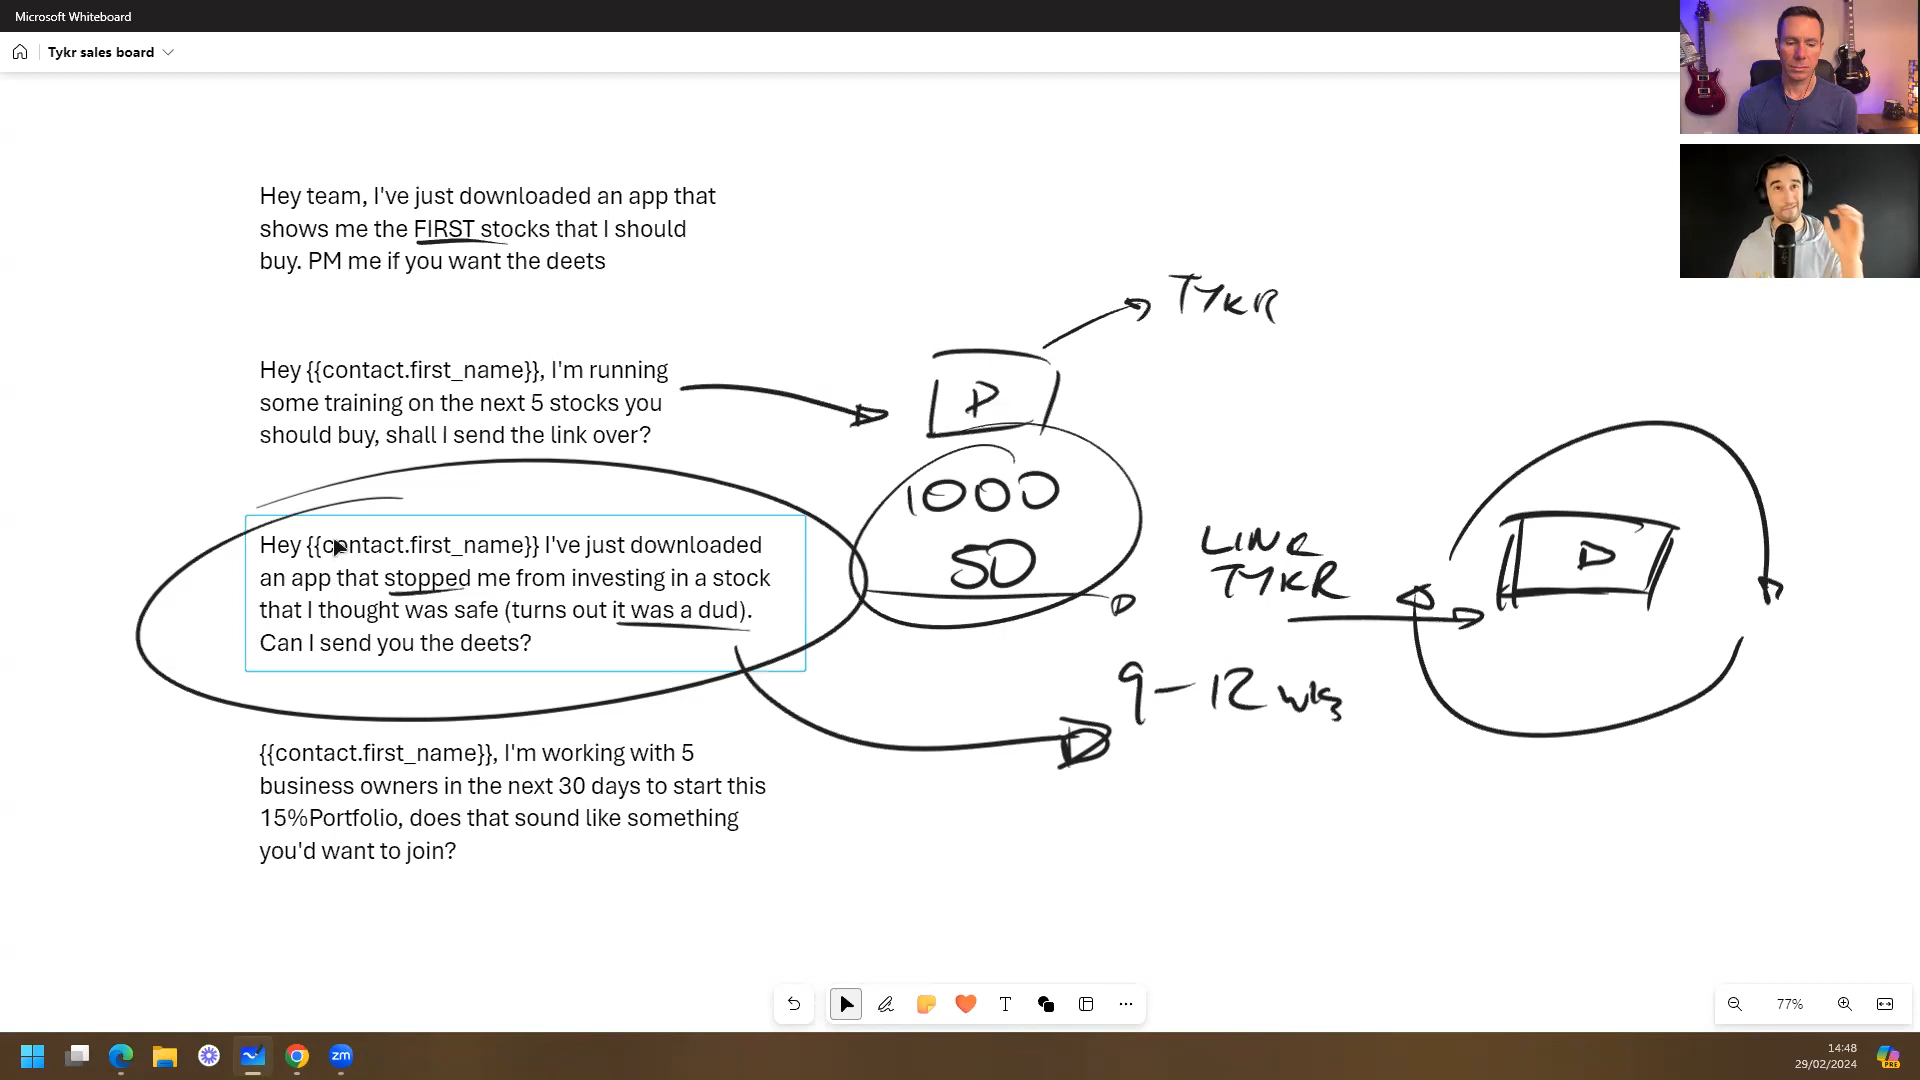 Microsoft Whiteboard
Tykr sales board
Hey team, I've just downloaded an app that
shows me the FIRST stocks that I should
buy. PM me if you want the deets
TYKR
Hey {{contact.first_name}}, I'm running
some training on the next 5 stocks you
should buy, shall I send the link over?
1000
50
LINK
TYKR
Hey {{contact.first_name}} I've just downloaded
an app that stopped me from investing in a stock
that I thought was safe (turns out it was a dud).
Can I send you the deets?
9-12 wks
{{contact.first_name}}, I'm working with 5
business owners in the next 30 days to start this
15%Portfolio, does that sound like something
you'd want to join?
77%
zm
14:48
29/02/2024
PRE